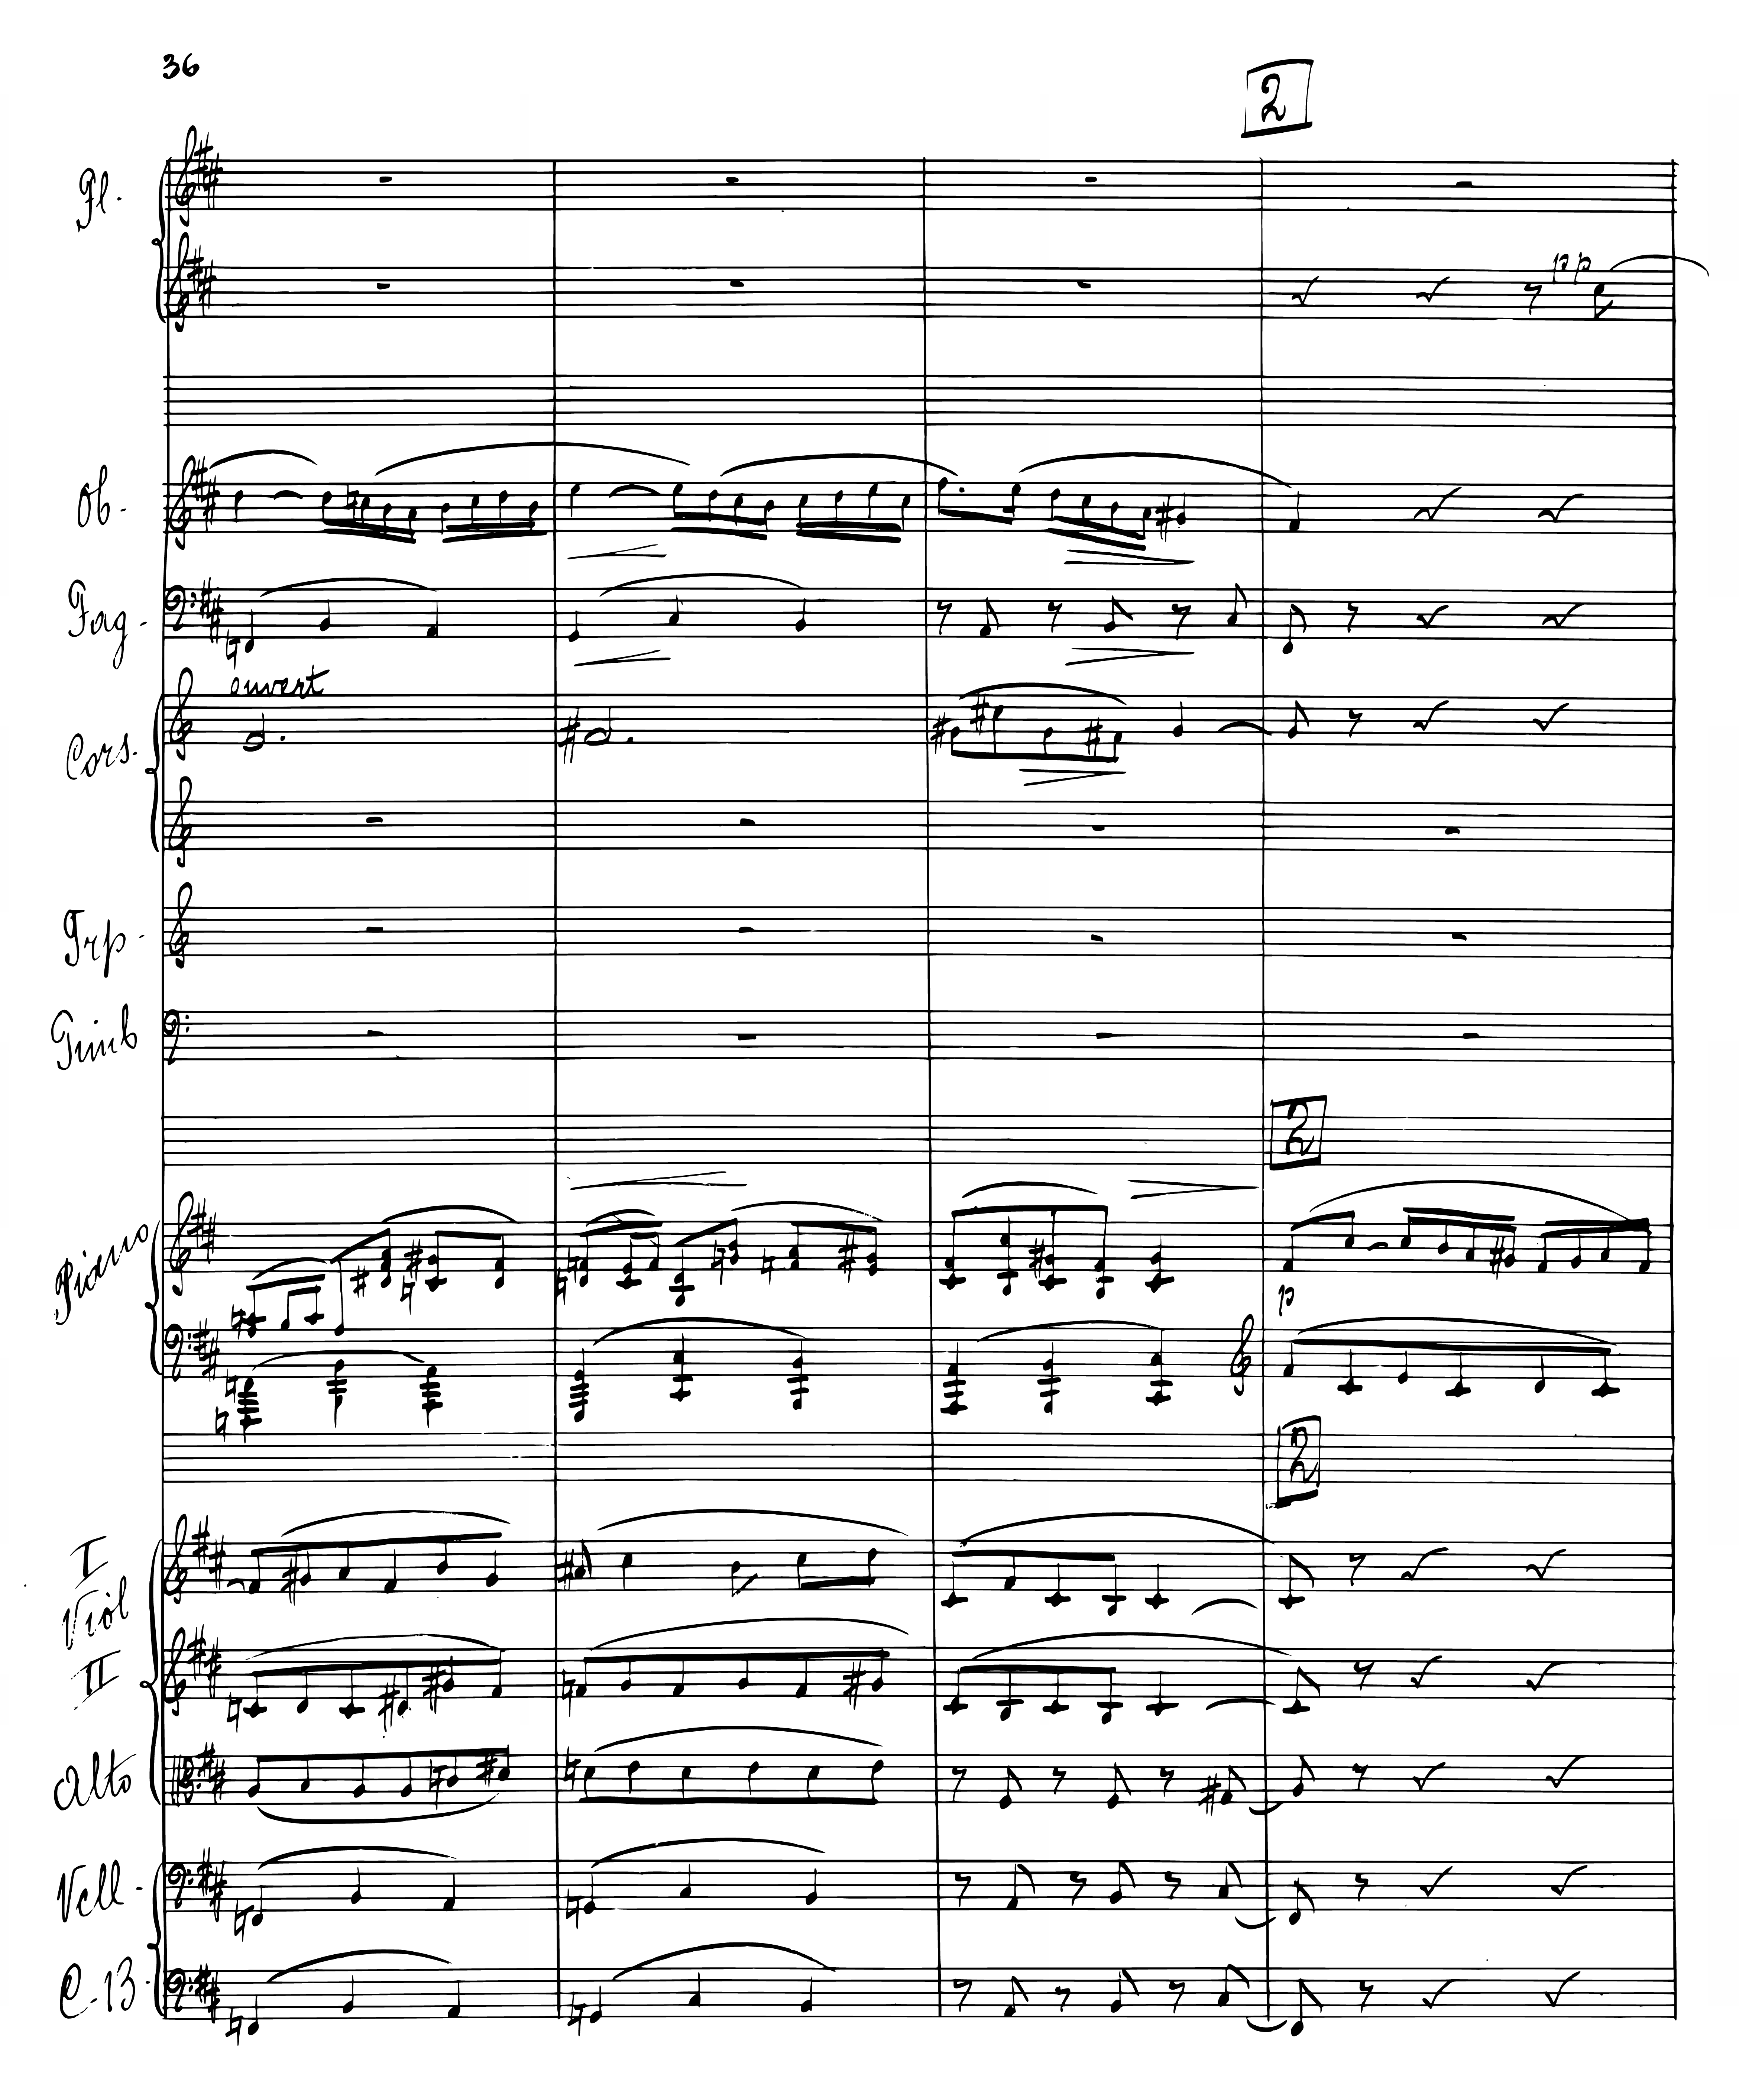 36
2
Fl.
pp
Ob.
Fag.
ouvert
Cors.
Trp.
Timb
2
Piano
p
2
I
Viol
II
Alto
Vcll.
C.B.